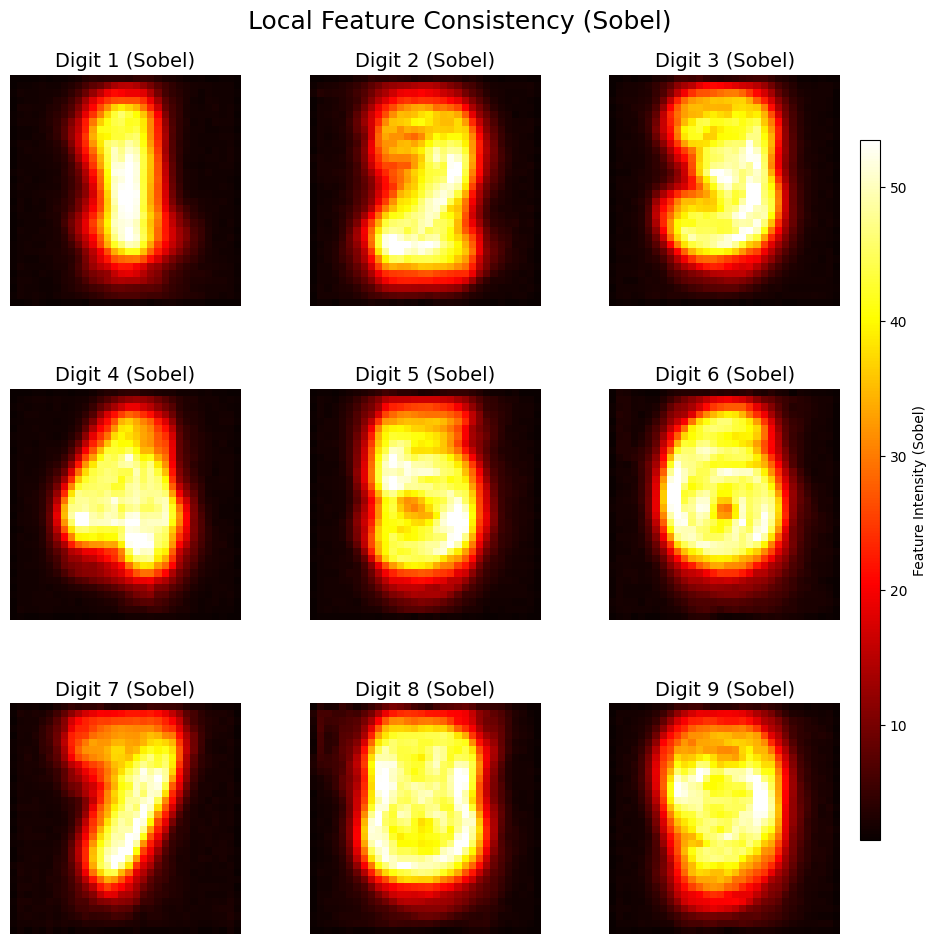 Local Feature Consistency (Sobel)
Digit 1 (Sobel)
Digit 2 (Sobel)
Digit 3 (Sobel)
Digit 4 (Sobel)
Digit 5 (Sobel)
Digit 6 (Sobel)
Digit 7 (Sobel)
Digit 8 (Sobel)
Digit 9 (Sobel)
50
40
30
20
10
Feature Intensity (Sobel)